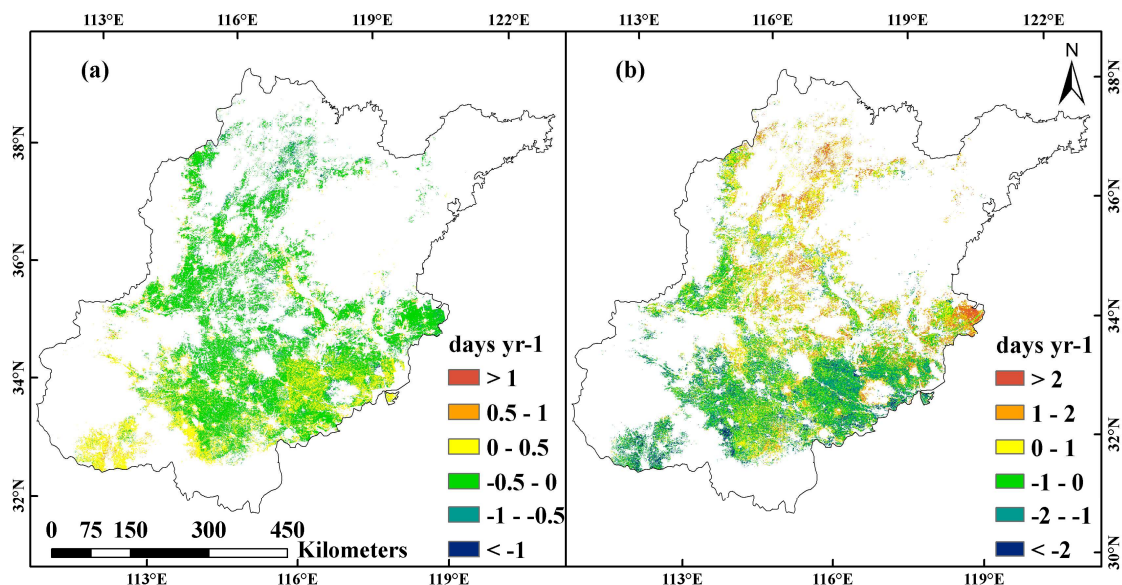 113°E 116°E 119°E 122°E 113°E 116°E 119°E 122°E
(a) (b) N
38°N 38°N
36°N 36°N
34°N 34°N
32°N 32°N
30°N
days yr-1 days yr-1
> 1 > 2
0.5 - 1 1 - 2
0 - 0.5 0 - 1
-0.5 - 0 -1 - 0
-1 - -0.5 -2 - -1
< -1 < -2
0 75 150 300 450
Kilometers
113°E 116°E 119°E 113°E 116°E 119°E